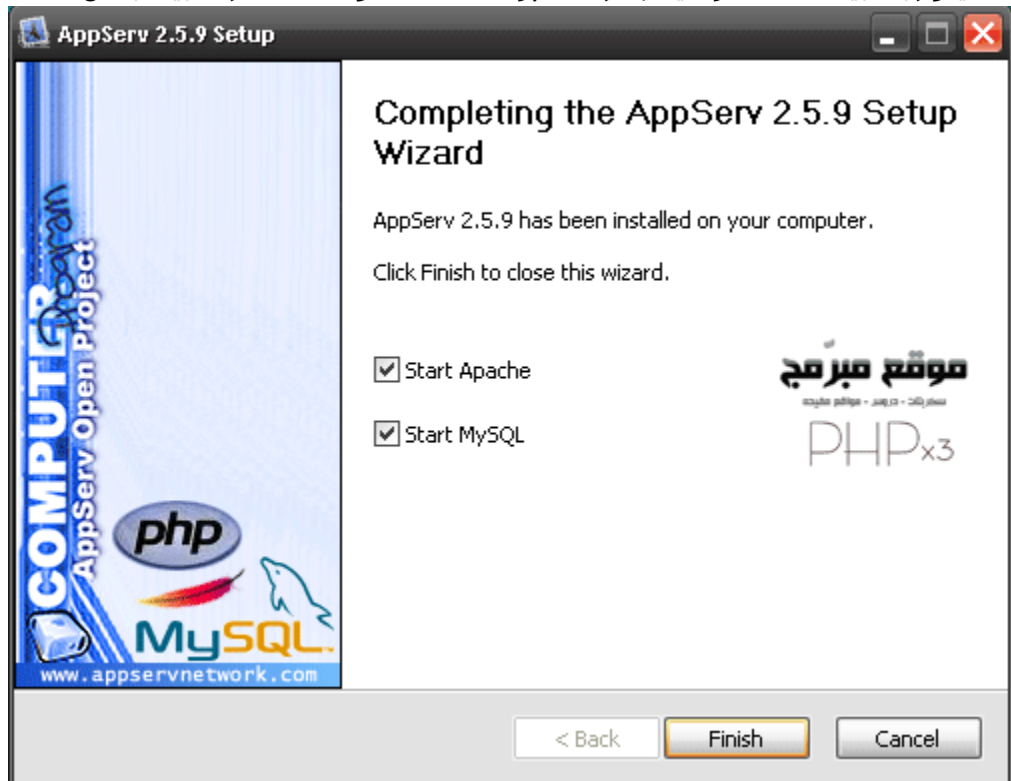 AppServ 2.5.9 Setup
Completing the AppServ 2.5.9 Setup
Wizard
AppServ 2.5.9 has been installed on your computer.
Click Finish to close this wizard.
Start Apache
موقع مبرمج
Start MySQL
PHPx3
COMPUTER
Program
AppServ Open Project
php
MySQL
www.appservnetwork.com
< Back
Finish
Cancel